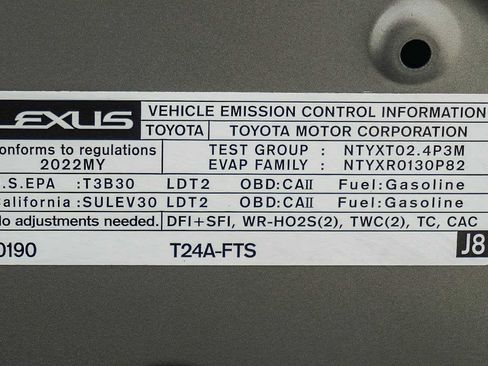 LEXUS VEHICLE EMISSION CONTROL INFORMATION
TOYOTA TOYOTA MOTOR CORPORATION
onforms to regulations TEST GROUP : NTYXT02.4P3M
2022MY EVAP FAMILY : NTYXR0130P82
.S.EPA :T3B30 LDT2 OBD:CAII Fuel:Gasoline
alifornia:SULEV30 LDT2 OBD:CAII Fuel:Gasoline
o adjustments needed. DFI+SFI, WR-HO2S(2), TWC(2), TC, CAC
0190 T24A-FTS J8